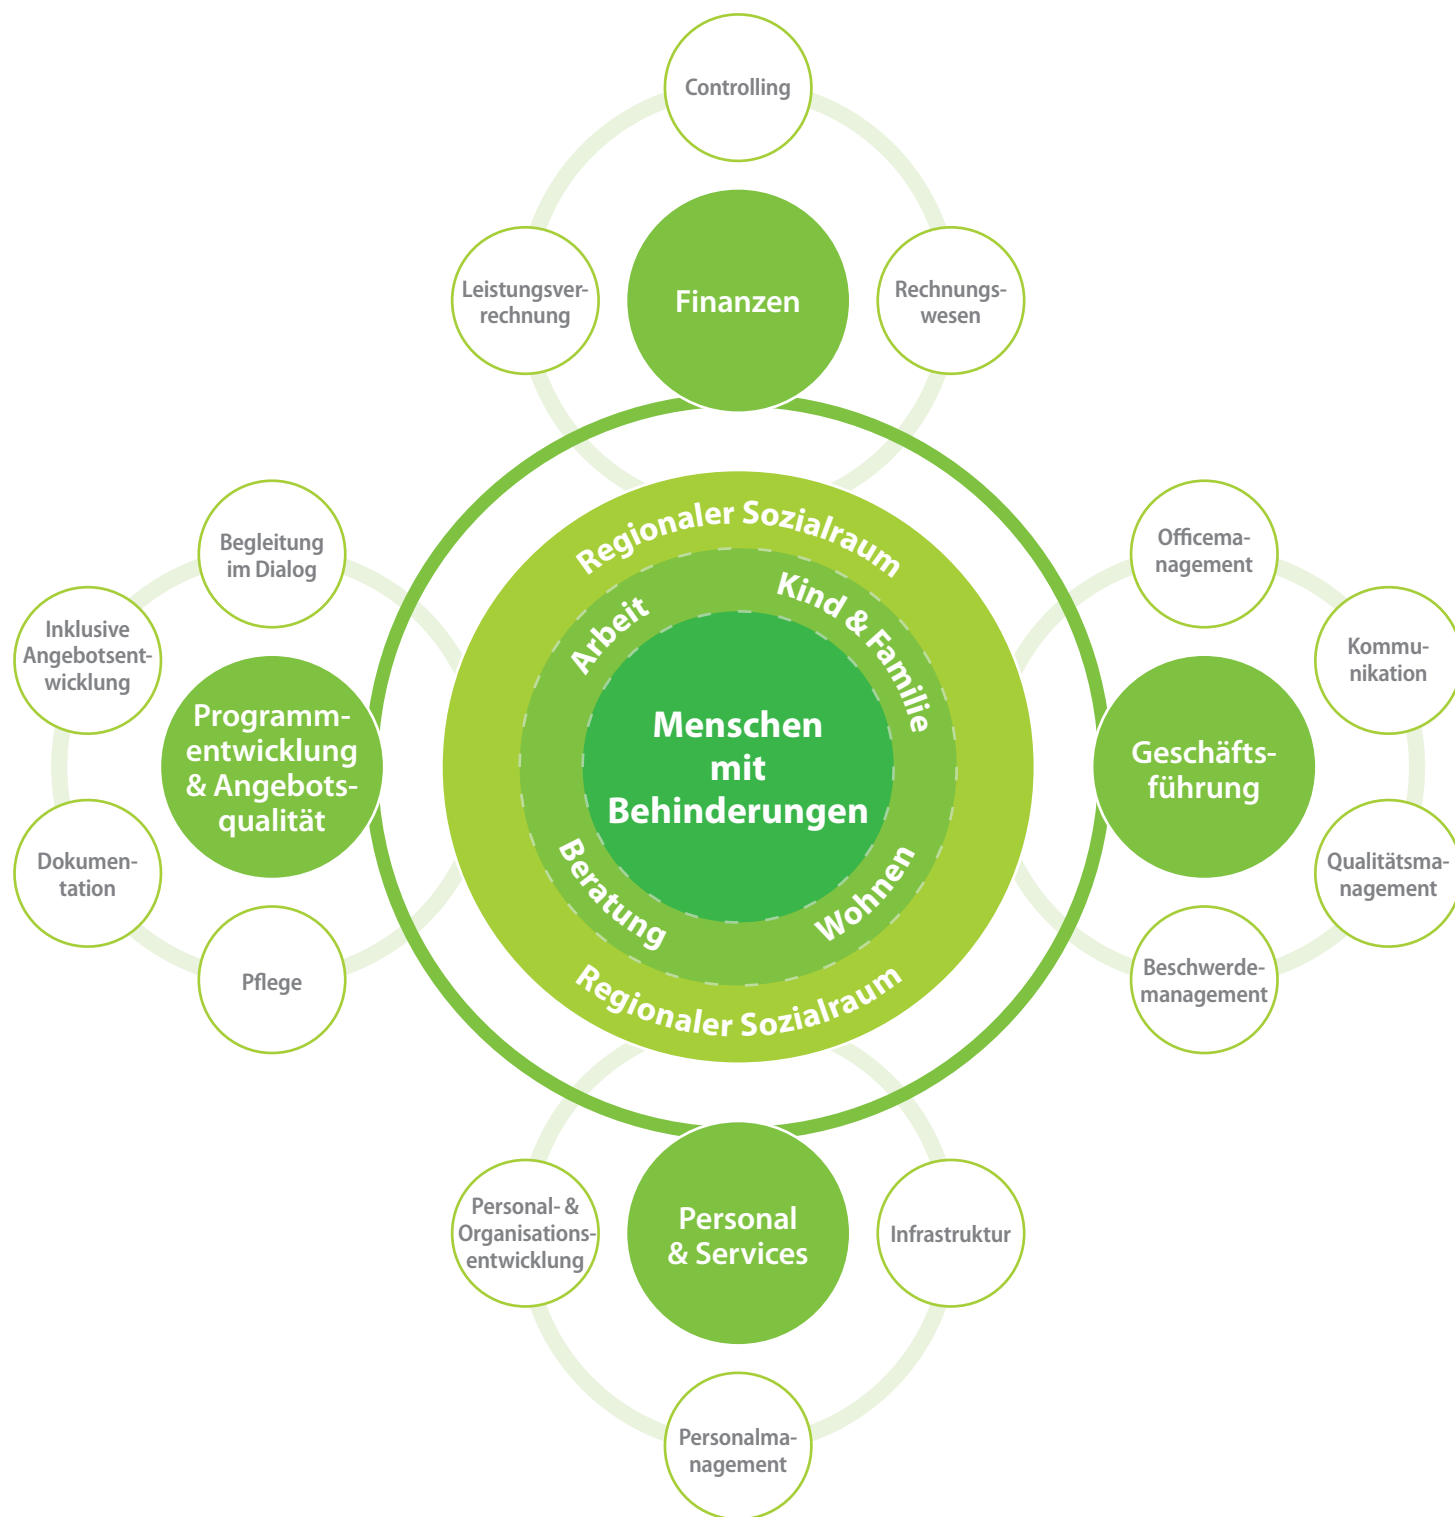 Controlling
Leistungsver-
rechnung
Finanzen
Rechnungs-
wesen
Regionaler Sozialraum
Arbeit
Kind & Familie
Menschen
mit
Behinderungen
Beratung
Wohnen
Regionaler Sozialraum
Begleitung
im Dialog
Inklusive
Angebotsent-
wicklung
Programm-
entwicklung
& Angebots-
qualität
Dokumen-
tation
Pflege
Officema-
nagement
Kommu-
nikation
Geschäfts-
führung
Qualitätsma-
nagement
Beschwerde-
management
Personal- &
Organisations-
entwicklung
Personal
& Services
Infrastruktur
Personalma-
nagement